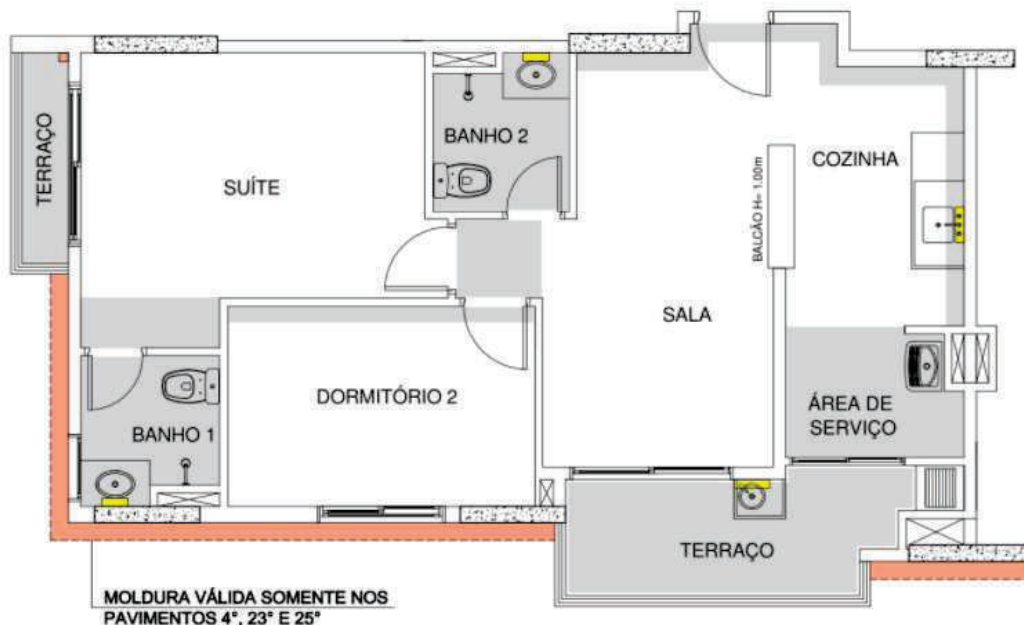 BANHO 2
TERRAÇO
COZINHA
SUÍTE
BALCÃO H= 1.00m
SALA
DORMITÓRIO 2
ÁREA DE
SERVIÇO
BANHO 1
TERRAÇO
MOLDURA VÁLIDA SOMENTE NOS
PAVIMENTOS 4°, 23° E 25°